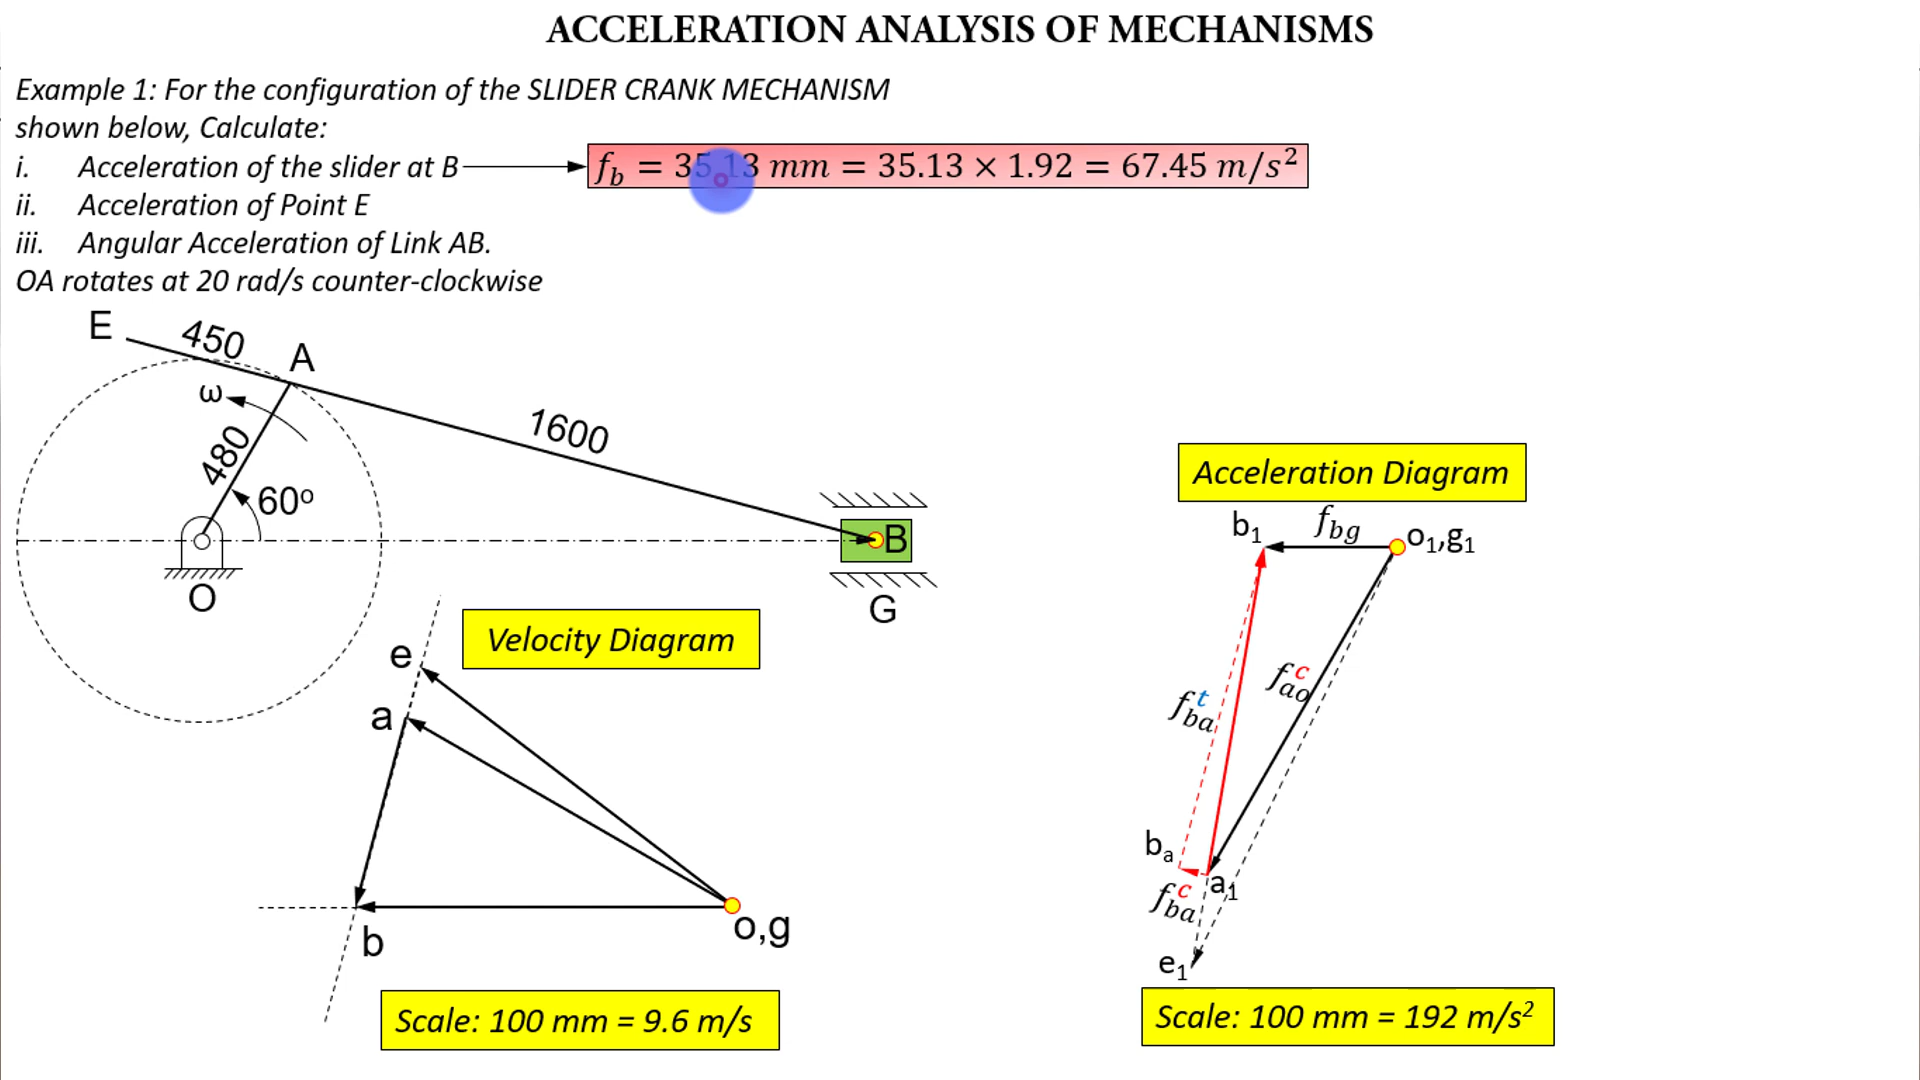 ACCELERATION ANALYSIS OF MECHANISMS
Example 1: For the configuration of the SLIDER CRANK MECHANISM
shown below, Calculate:
i. Acceleration of the slider at B
f_b = 35.13 mm = 35.13 × 1.92 = 67.45 m/s²
ii. Acceleration of Point E
iii. Angular Acceleration of Link AB.
OA rotates at 20 rad/s counter-clockwise
E
450
A
ω
1600
480
60º
B
O
G
Velocity Diagram
e
a
b
o,g
Scale: 100 mm = 9.6 m/s
Acceleration Diagram
b₁
f_bg
o₁,g₁
f^c_ao
f^t_ba
bₐ
a₁
f^c_ba
e₁
Scale: 100 mm = 192 m/s²